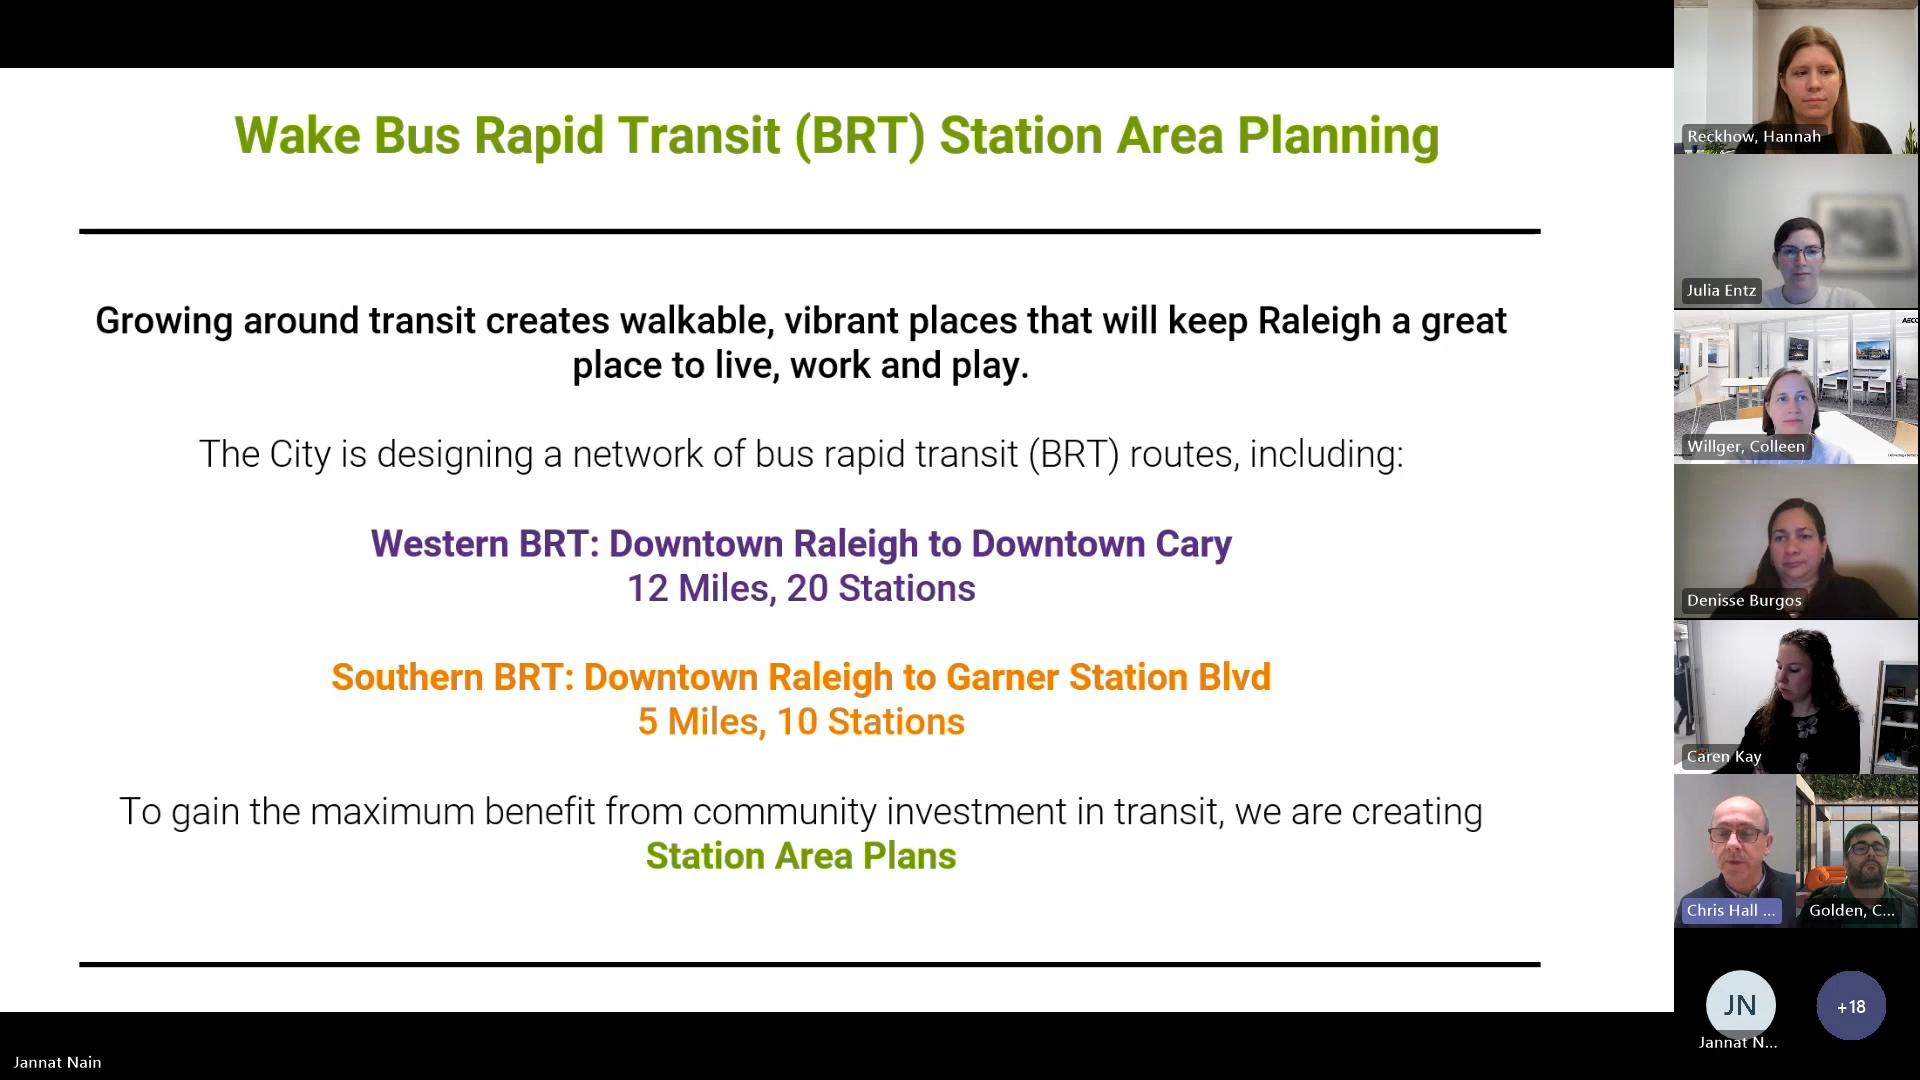 Wake Bus Rapid Transit (BRT) Station Area Planning
Growing around transit creates walkable, vibrant places that will keep Raleigh a great
place to live, work and play.
The City is designing a network of bus rapid transit (BRT) routes, including:
Western BRT: Downtown Raleigh to Downtown Cary
12 Miles, 20 Stations
Southern BRT: Downtown Raleigh to Garner Station Blvd
5 Miles, 10 Stations
To gain the maximum benefit from community investment in transit, we are creating
Station Area Plans
Jannat Nain
Reckhow, Hannah
Julia Entz
Willger, Colleen
Denisse Burgos
Caren Kay
Chris Hall ...
Golden, C...
JN
Jannat N...
+18